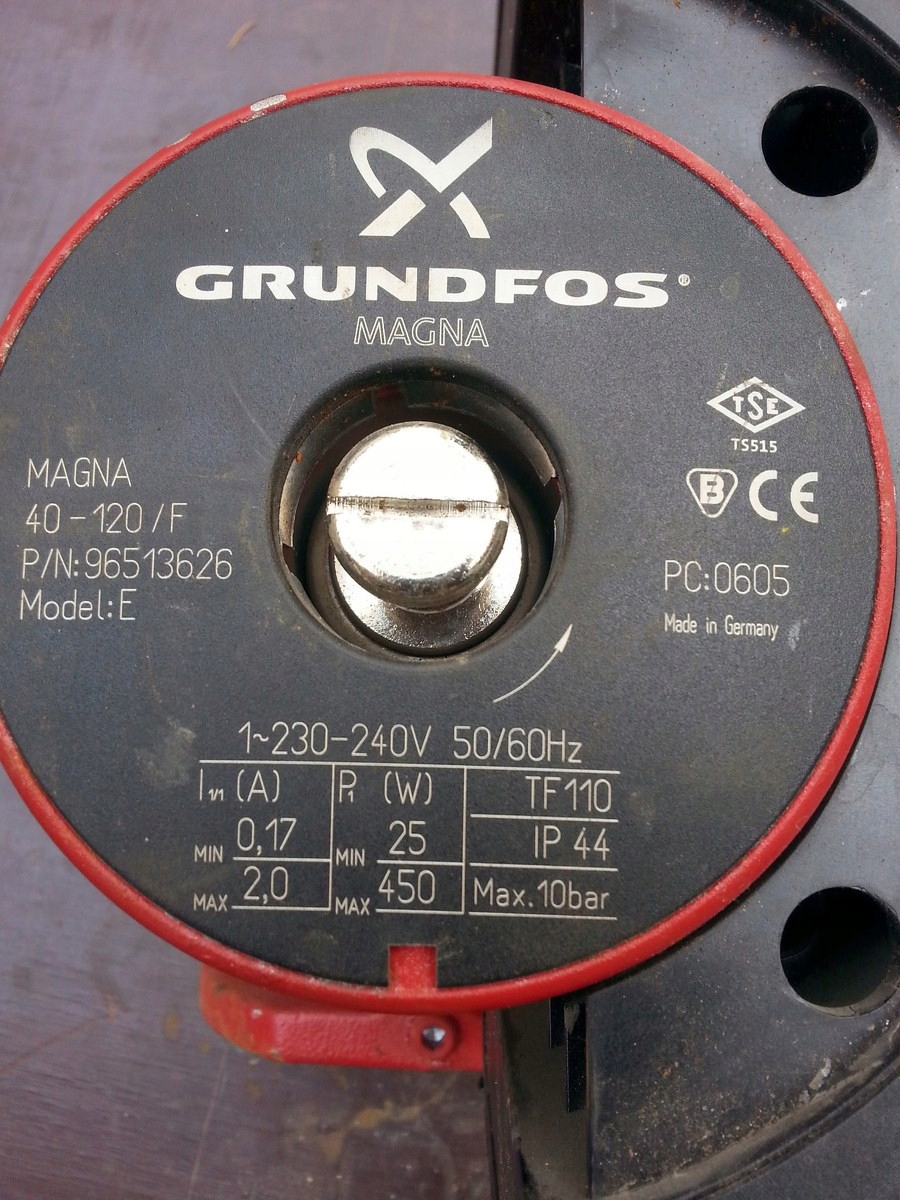 GRUNDFOS®
MAGNA
TSE
TS515
B CE
MAGNA
40-120/F
P/N:96513626
Model:E
PC:0605
Made in Germany
1~230-240V 50/60Hz
I1/1 (A) P1 (W) TF110
MIN 0,17 MIN 25 IP 44
MAX 2,0 MAX 450 Max.10bar